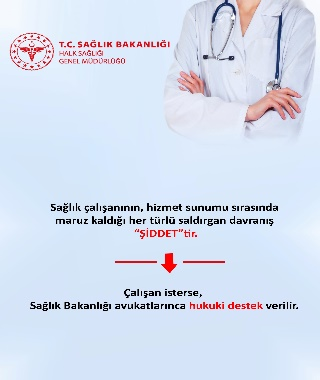 T.C. SAĞLIK BAKANLIĞI
HALK SAĞLIĞI
GENEL MÜDÜRLÜĞÜ
Sağlık çalışanının, hizmet sunumu sırasında
maruz kaldığı her türlü saldırgan davranış
“ŞİDDET”tir.
Çalışan isterse,
Sağlık Bakanlığı avukatlarınca hukuki destek verilir.